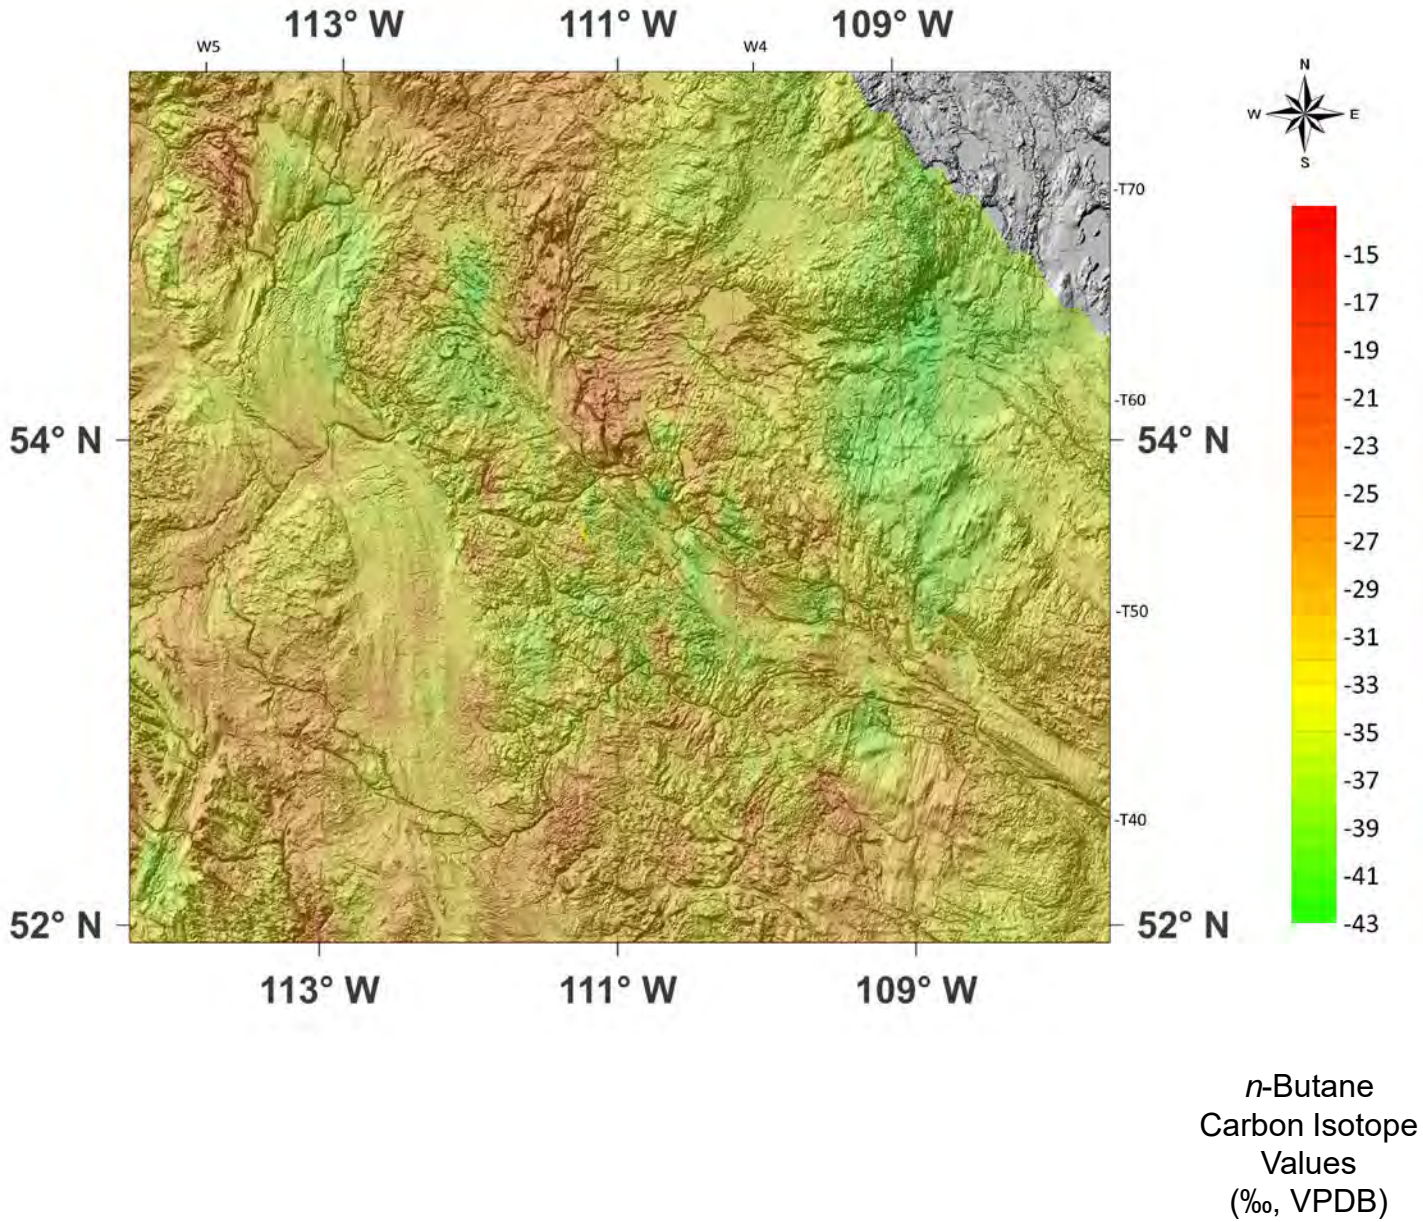 113° W 111° W 109° W
W5 W4
N
W E
S
-T70
-15
-17
-19
-T60
-21
54° N 54° N
-23
-25
-27
-29
-T50
-31
-33
-35
-37
-T40
-39
-41
52° N 52° N
-43
113° W 111° W 109° W
n-Butane
Carbon Isotope
Values
(‰, VPDB)